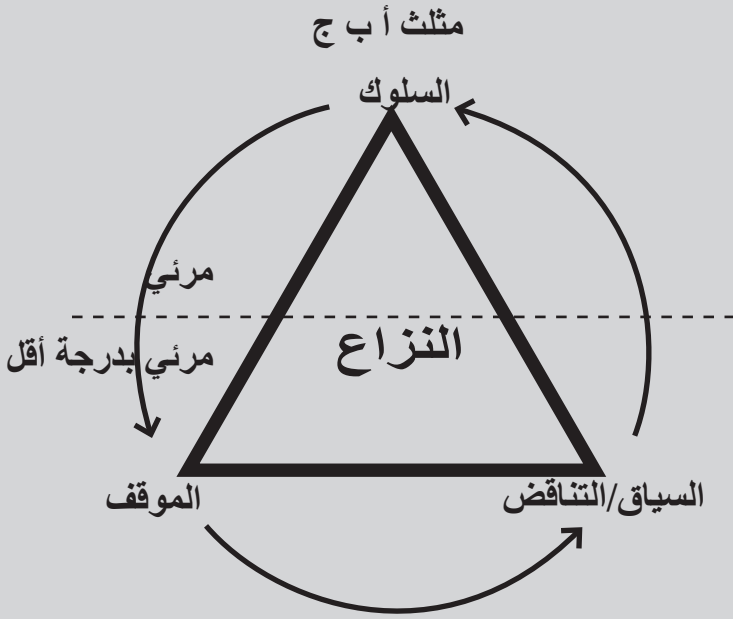 مثلث أ ب ج
السلوك
مرئي
النزاع
مرئي بدرجة أقل
السياق/التناقض
الموقف